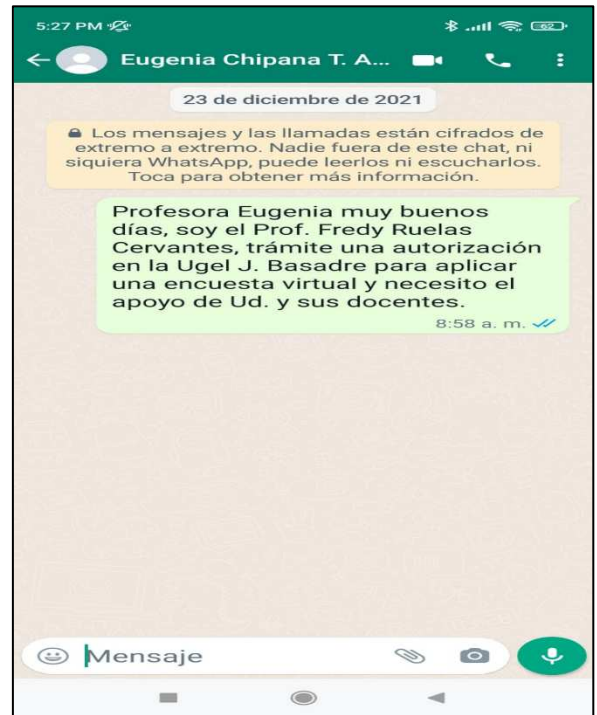 5:27 PM
62
Eugenia Chipana T. A...
23 de diciembre de 2021
Los mensajes y las llamadas están cifrados de
extremo a extremo. Nadie fuera de este chat, ni
siquiera WhatsApp, puede leerlos ni escucharlos.
Toca para obtener más información.
Profesora Eugenia muy buenos
días, soy el Prof. Fredy Ruelas
Cervantes, trámite una autorización
en la Ugel J. Basadre para aplicar
una encuesta virtual y necesito el
apoyo de Ud. y sus docentes.
8:58 a. m.
Mensaje